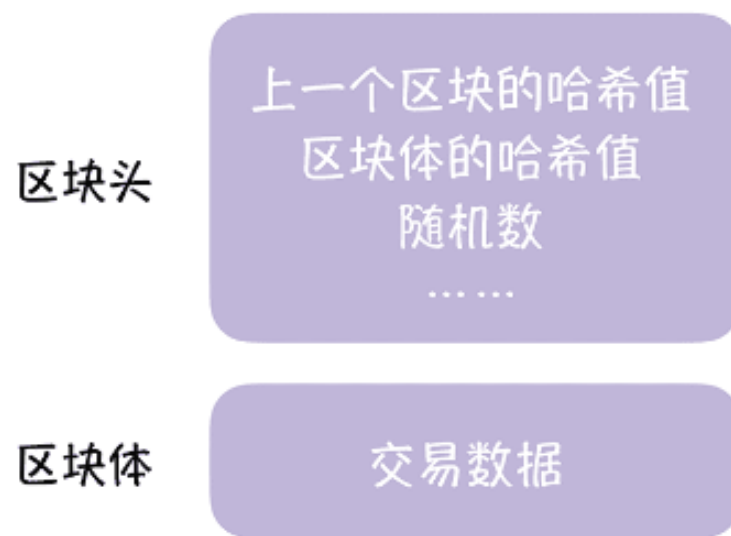 区块头
上一个区块的哈希值
区块体的哈希值
随机数
… …
区块体
交易数据